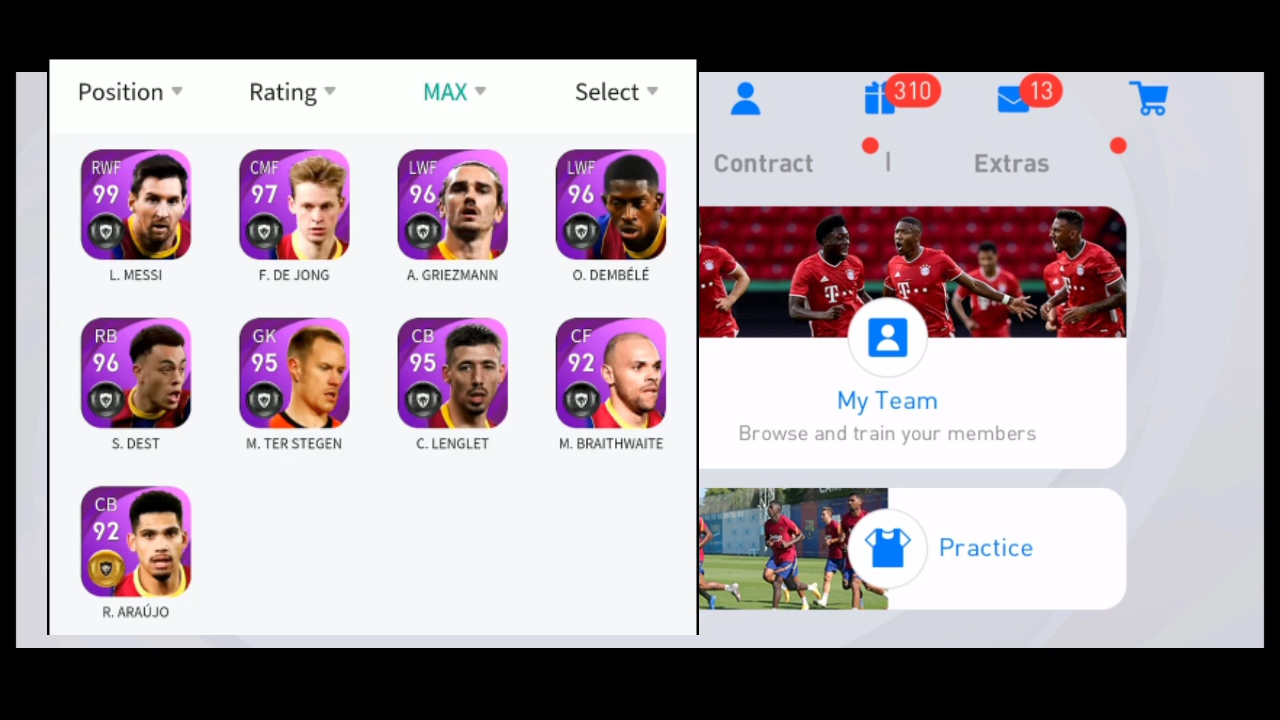 Position Rating MAX Select
RWF CMF LWF LWF
99 97 96 96
L. MESSI F. DE JONG A. GRIEZMANN O. DEMBÉLÉ
RB GK CB CF
96 95 95 92
S. DEST M. TER STEGEN C. LENGLET M. BRAITHWAITE
CB
92
R. ARAÚJO
310 13
Contract | Extras
My Team
Browse and train your members
Practice